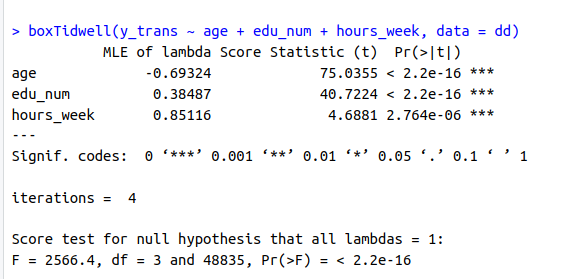 > boxTidwell(y_trans ~ age + edu_num + hours_week, data = dd)
           MLE of lambda Score Statistic (t)  Pr(>|t|)
age             -0.69324             75.0355 < 2.2e-16 ***
edu_num          0.38487             40.7224 < 2.2e-16 ***
hours_week       0.85116              4.6881 2.764e-06 ***
---
Signif. codes:  0 ‘***’ 0.001 ‘**’ 0.01 ‘*’ 0.05 ‘.’ 0.1 ‘ ’ 1
iterations =  4
Score test for null hypothesis that all lambdas = 1:
F = 2566.4, df = 3 and 48835, Pr(>F) = < 2.2e-16